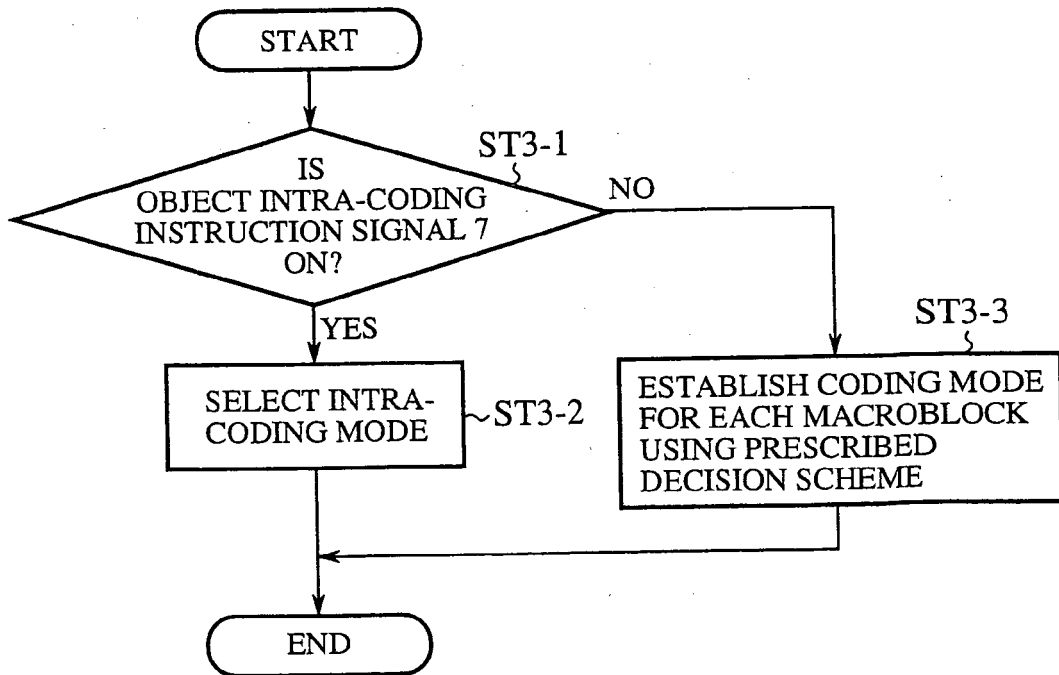 START
ST3-1
IS
OBJECT INTRA-CODING
INSTRUCTION SIGNAL 7
ON?
NO
YES
SELECT INTRA-
CODING MODE
ST3-2
ST3-3
ESTABLISH CODING MODE
FOR EACH MACROBLOCK
USING PRESCRIBED
DECISION SCHEME
END